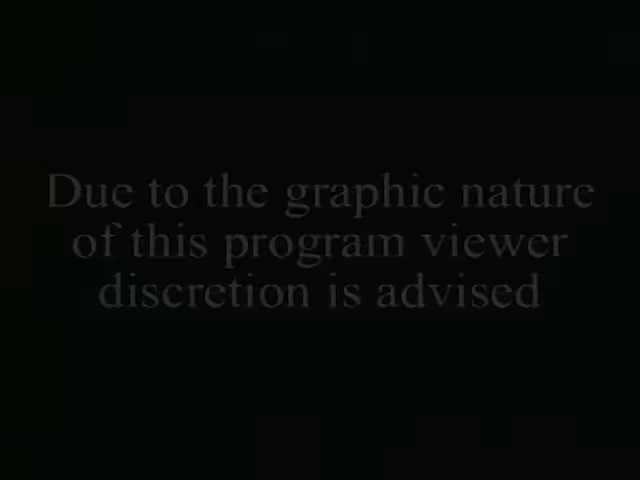 Due to the graphic nature
of this program viewer
discretion is advised